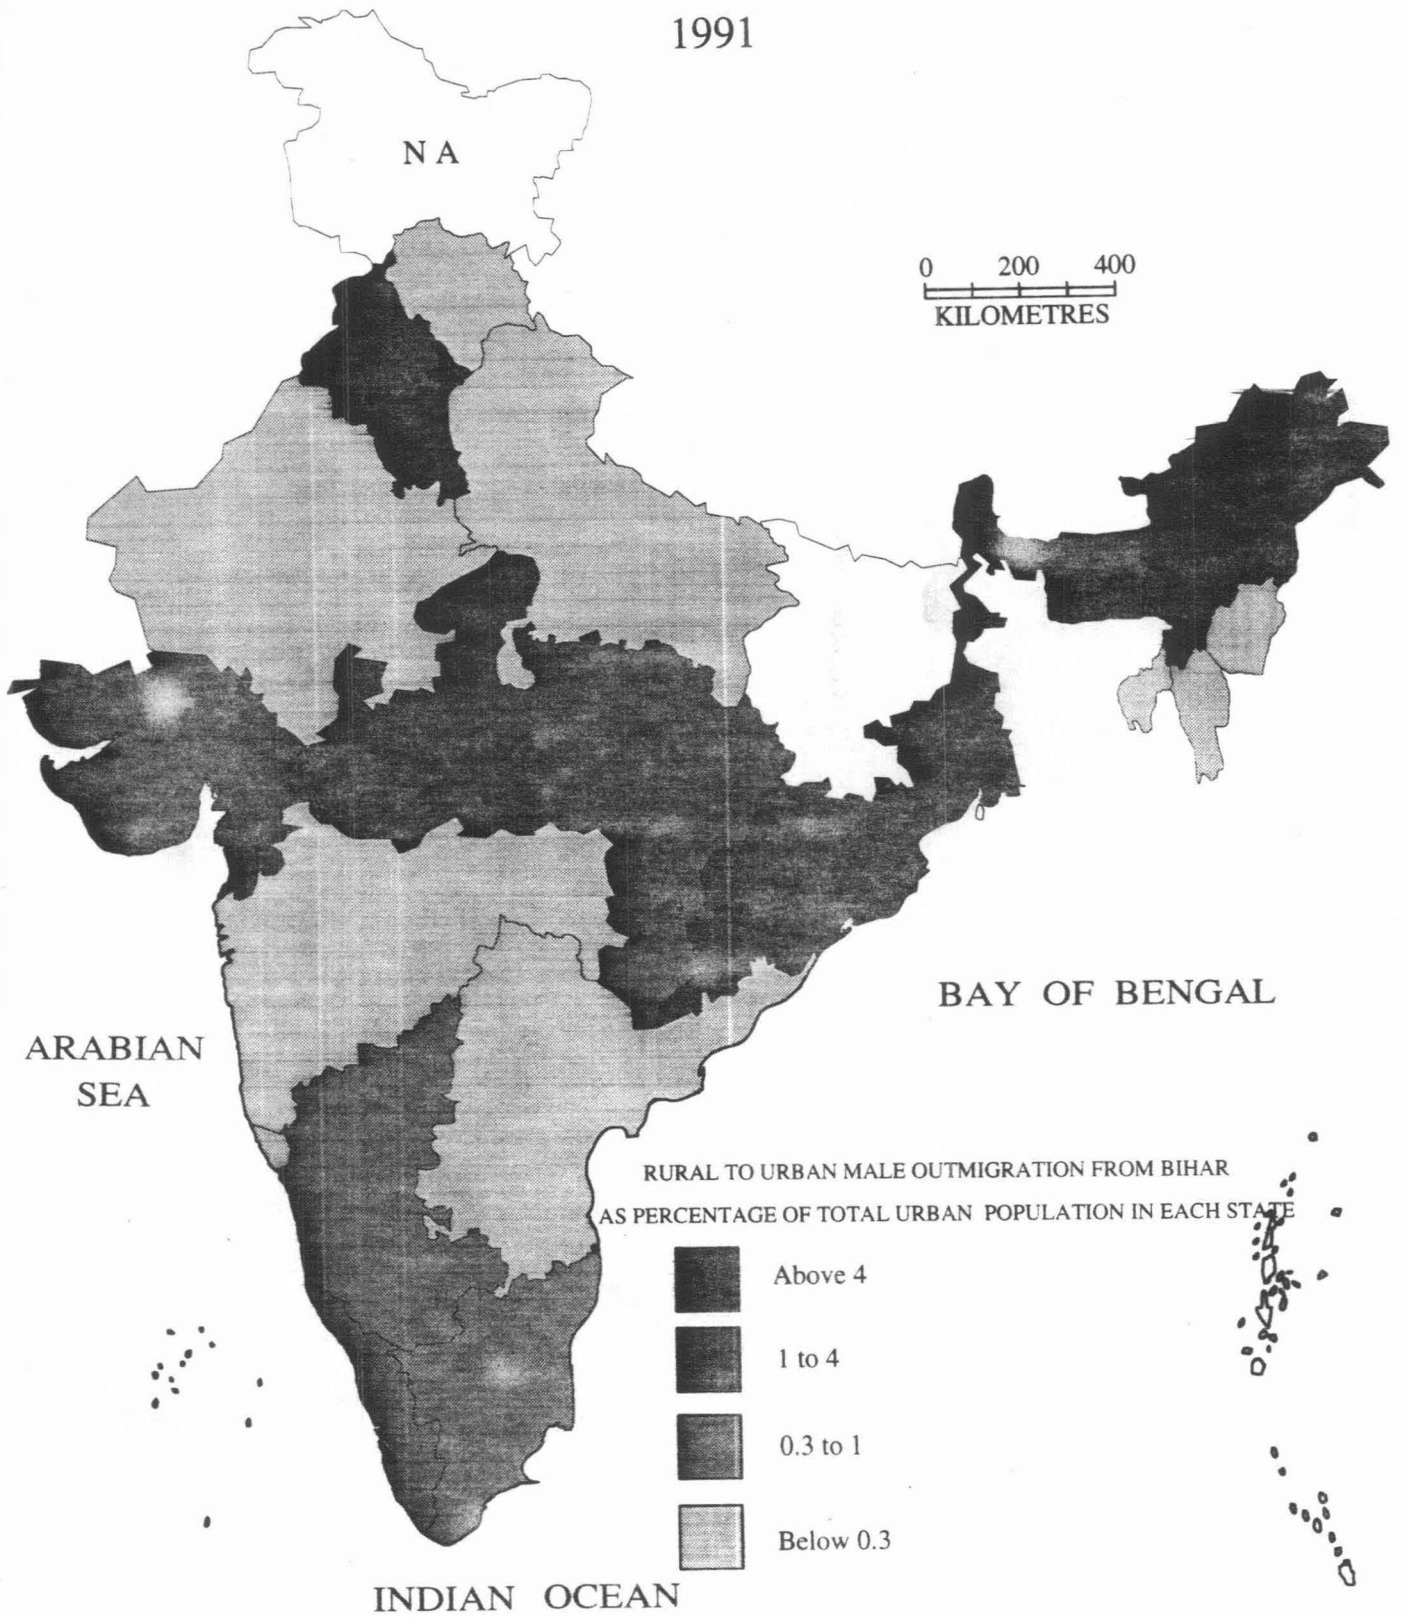 1991
N A
0 200 400
KILOMETRES
BAY OF BENGAL
ARABIAN
SEA
RURAL TO URBAN MALE OUTMIGRATION FROM BIHAR
AS PERCENTAGE OF TOTAL URBAN POPULATION IN EACH STATE
Above 4
1 to 4
0.3 to 1
Below 0.3
INDIAN OCEAN